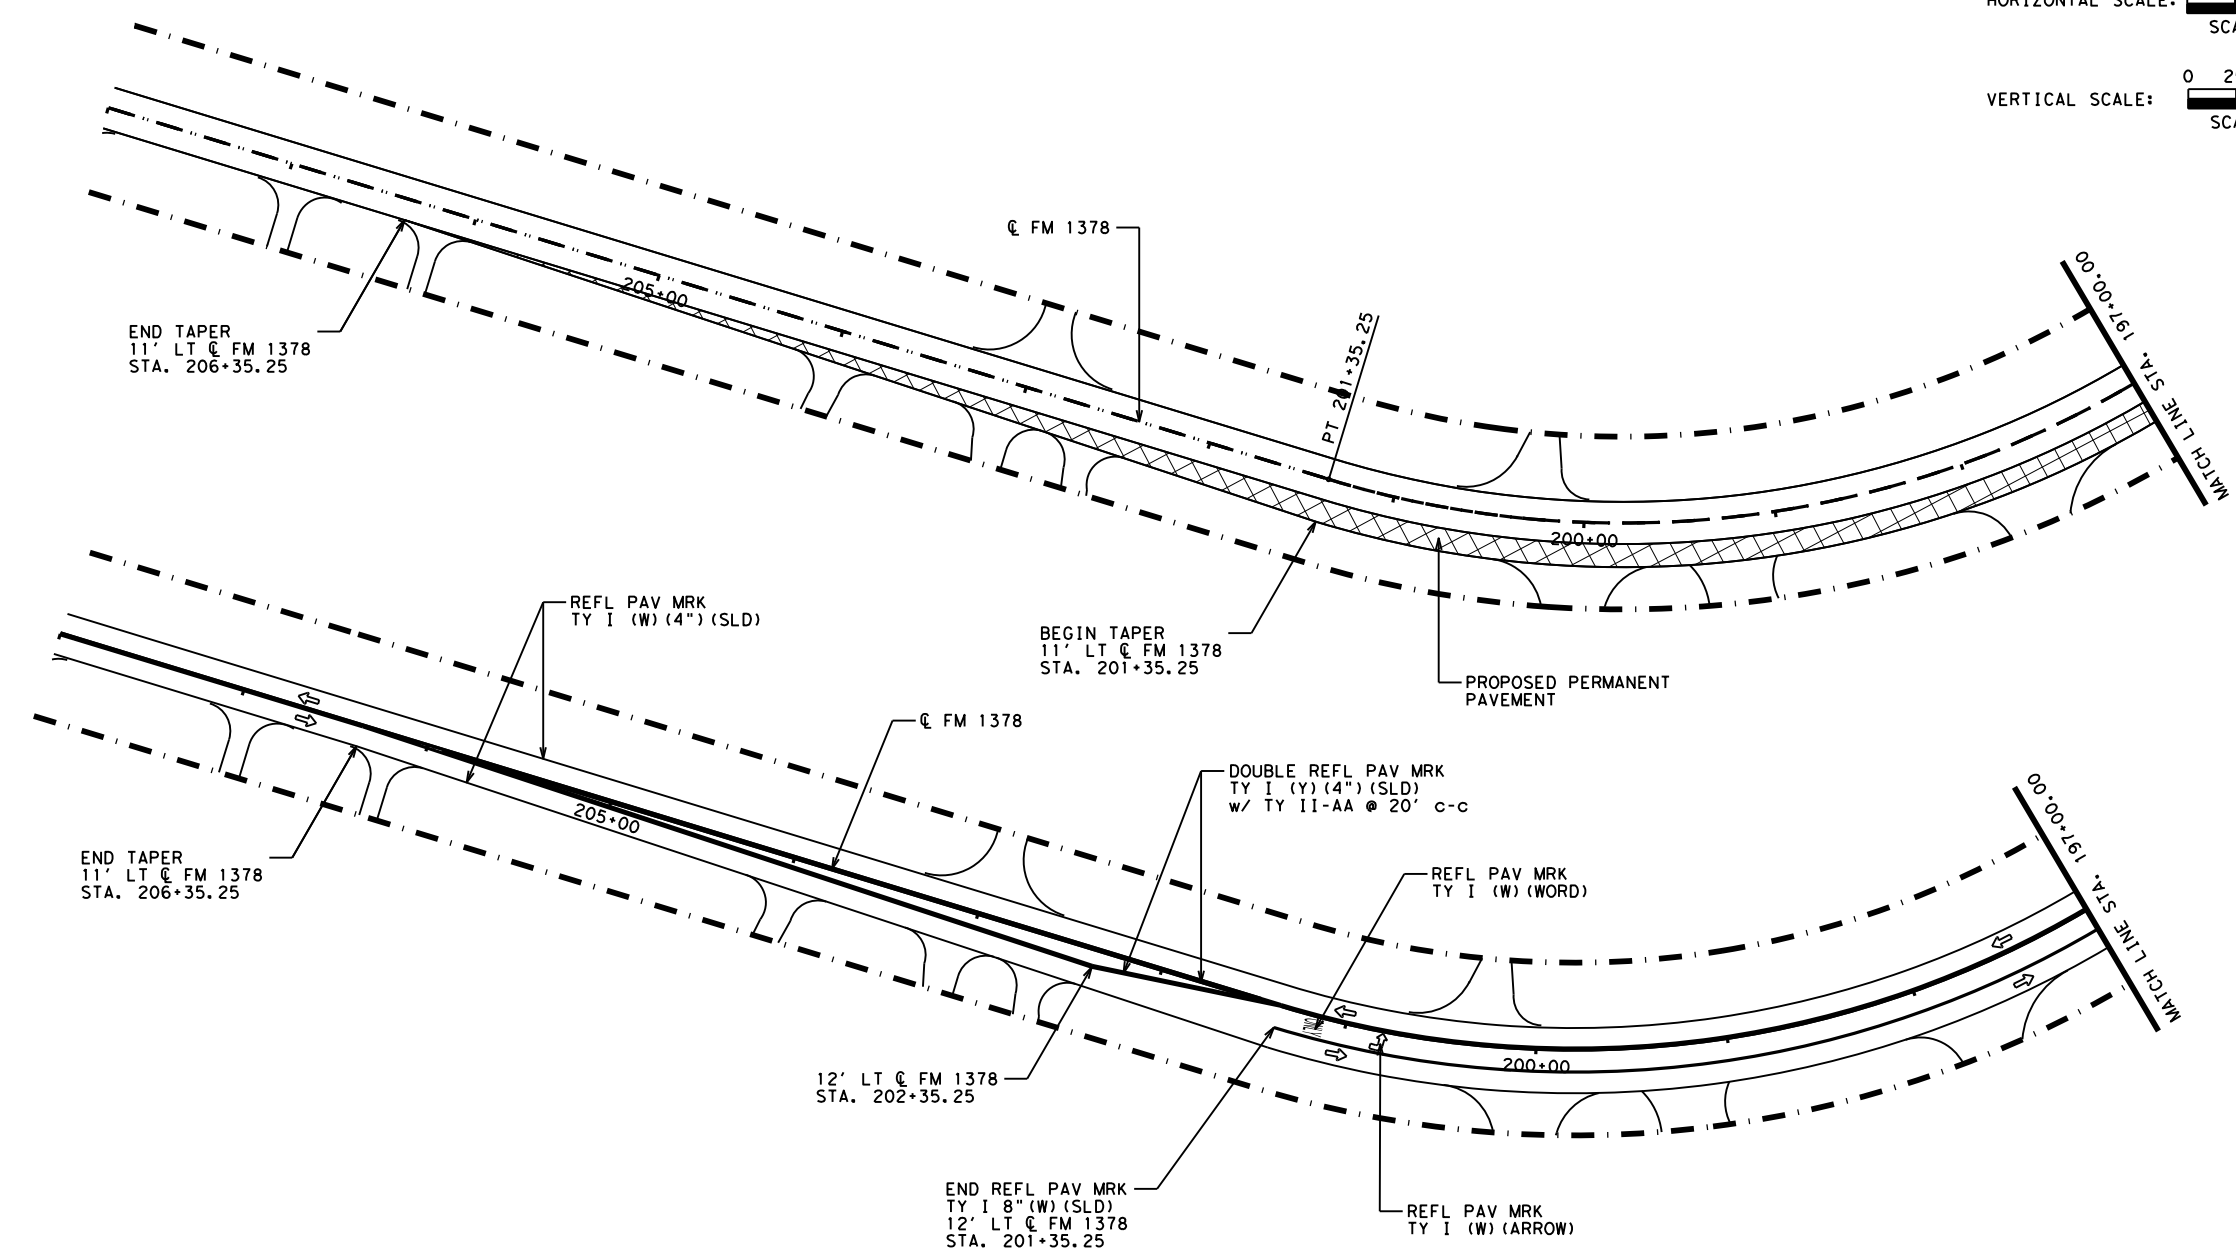 HORIZONTAL SCALE:
0
VERTICAL SCALE:
℄ FM 1378
205+00
END TAPER
11' LT ℄ FM 1378
STA. 206+35.25
PT 201+35.25
MATCH LINE STA. 197+00.00
200+00
BEGIN TAPER
11' LT ℄ FM 1378
STA. 201+35.25
PROPOSED PERMANENT
PAVEMENT
REFL PAV MRK
TY I (W)(4")(SLD)
℄ FM 1378
DOUBLE REFL PAV MRK
TY I (Y)(4")(SLD)
w/ TY II-AA @ 20' c-c
205+00
END TAPER
11' LT ℄ FM 1378
STA. 206+35.25
REFL PAV MRK
TY I (W)(WORD)
MATCH LINE STA. 197+00.00
200+00
12' LT ℄ FM 1378
STA. 202+35.25
END REFL PAV MRK
TY I 8"(W)(SLD)
12' LT ℄ FM 1378
STA. 201+35.25
REFL PAV MRK
TY I (W)(ARROW)